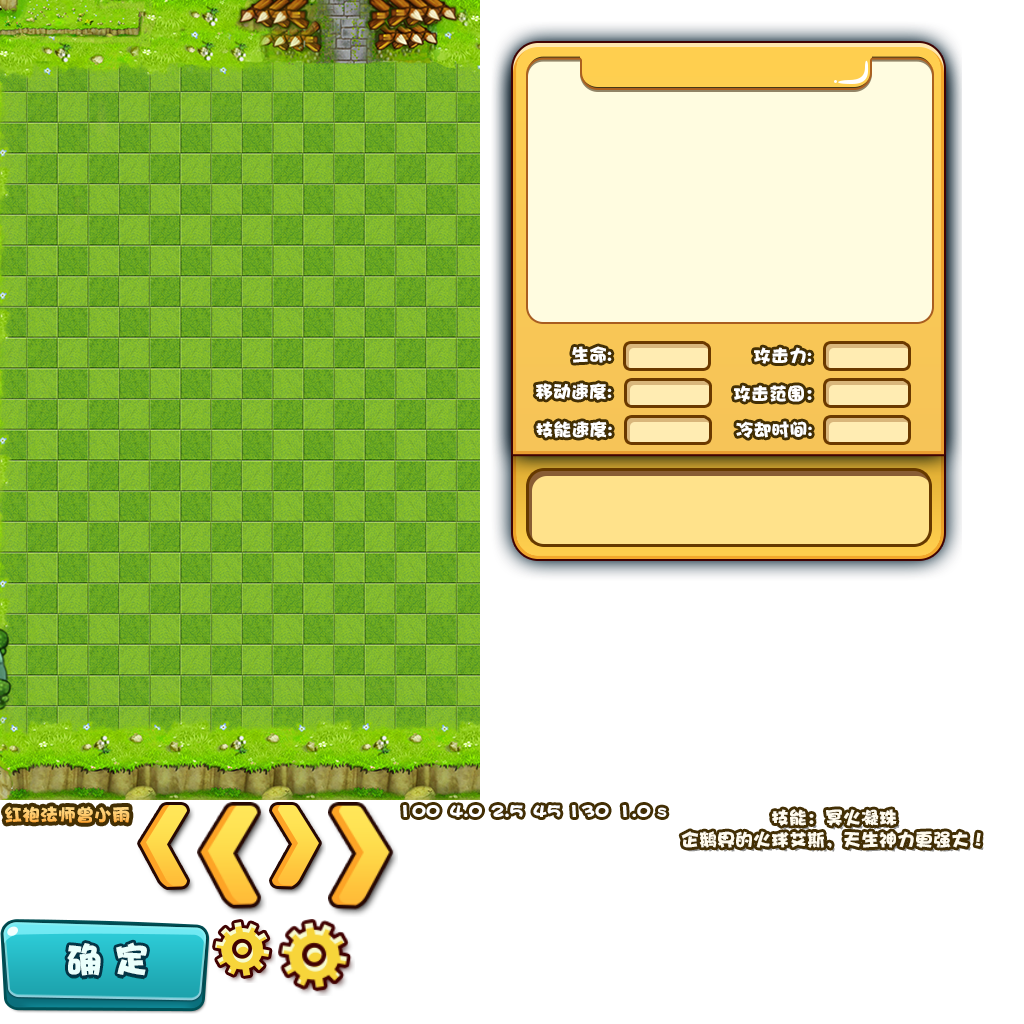 生命: 攻击力:
移动速度: 攻击范围:
技能速度: 冷却时间:
红袍法师曾小雨
100 4.0 2.5 45 130 1.0 s
技能：冥火凝珠
企鹅界的火球艾斯，天生神力更强大！
确定